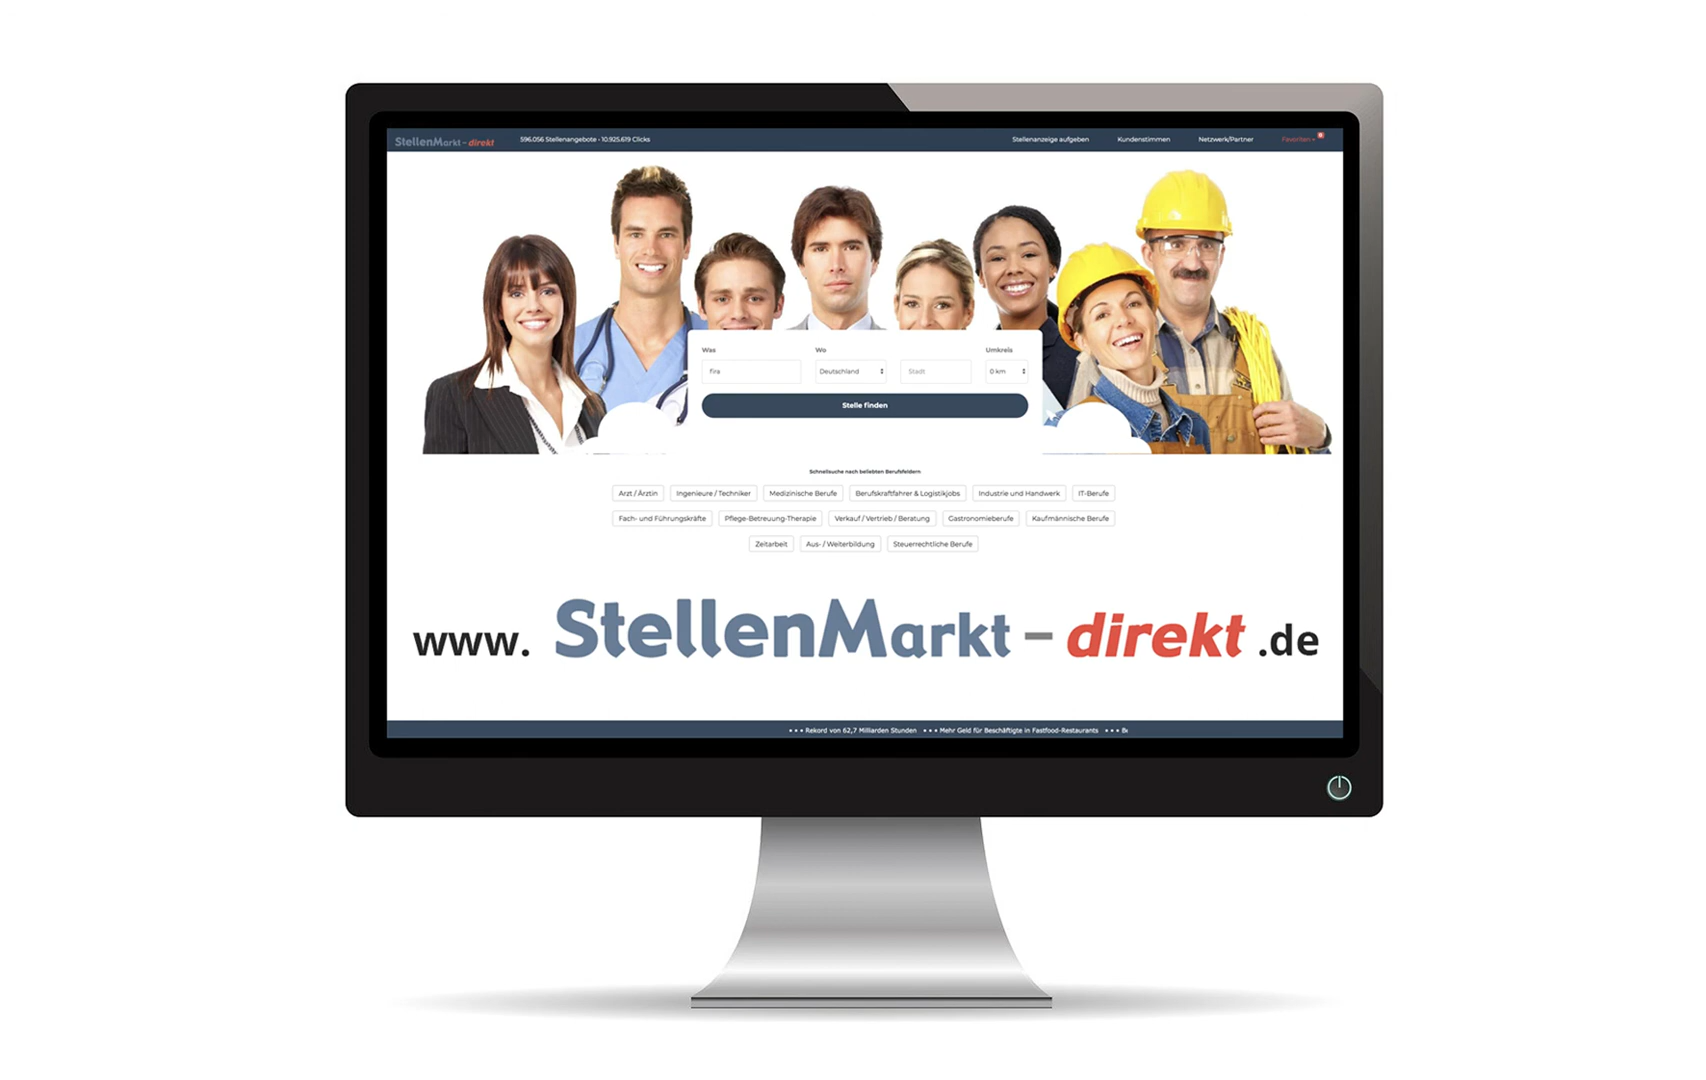 StellenMarkt - direkt 596.056 Stellenangebote • 10.925.619 Clicks Stellenanzeige aufgeben Kundenstimmen Netzwerk/Partner Favoriten
Was Wo Umkreis
fira Deutschland Stadt 0 km
Stelle finden
Schnellsuche nach beliebten Berufsfeldern
Arzt / Ärztin Ingenieure / Techniker Medizinische Berufe Berufskraftfahrer & Logistikjobs Industrie und Handwerk IT-Berufe
Fach- und Führungskräfte Pflege-Betreuung-Therapie Verkauf / Vertrieb / Beratung Gastronomieberufe Kaufmännische Berufe
Zeitarbeit Aus- / Weiterbildung Steuerrechtliche Berufe
www. StellenMarkt - direkt .de
• • • Rekord von 62,7 Milliarden Stunden • • • Mehr Geld für Beschäftigte in Fastfood-Restaurants • • •